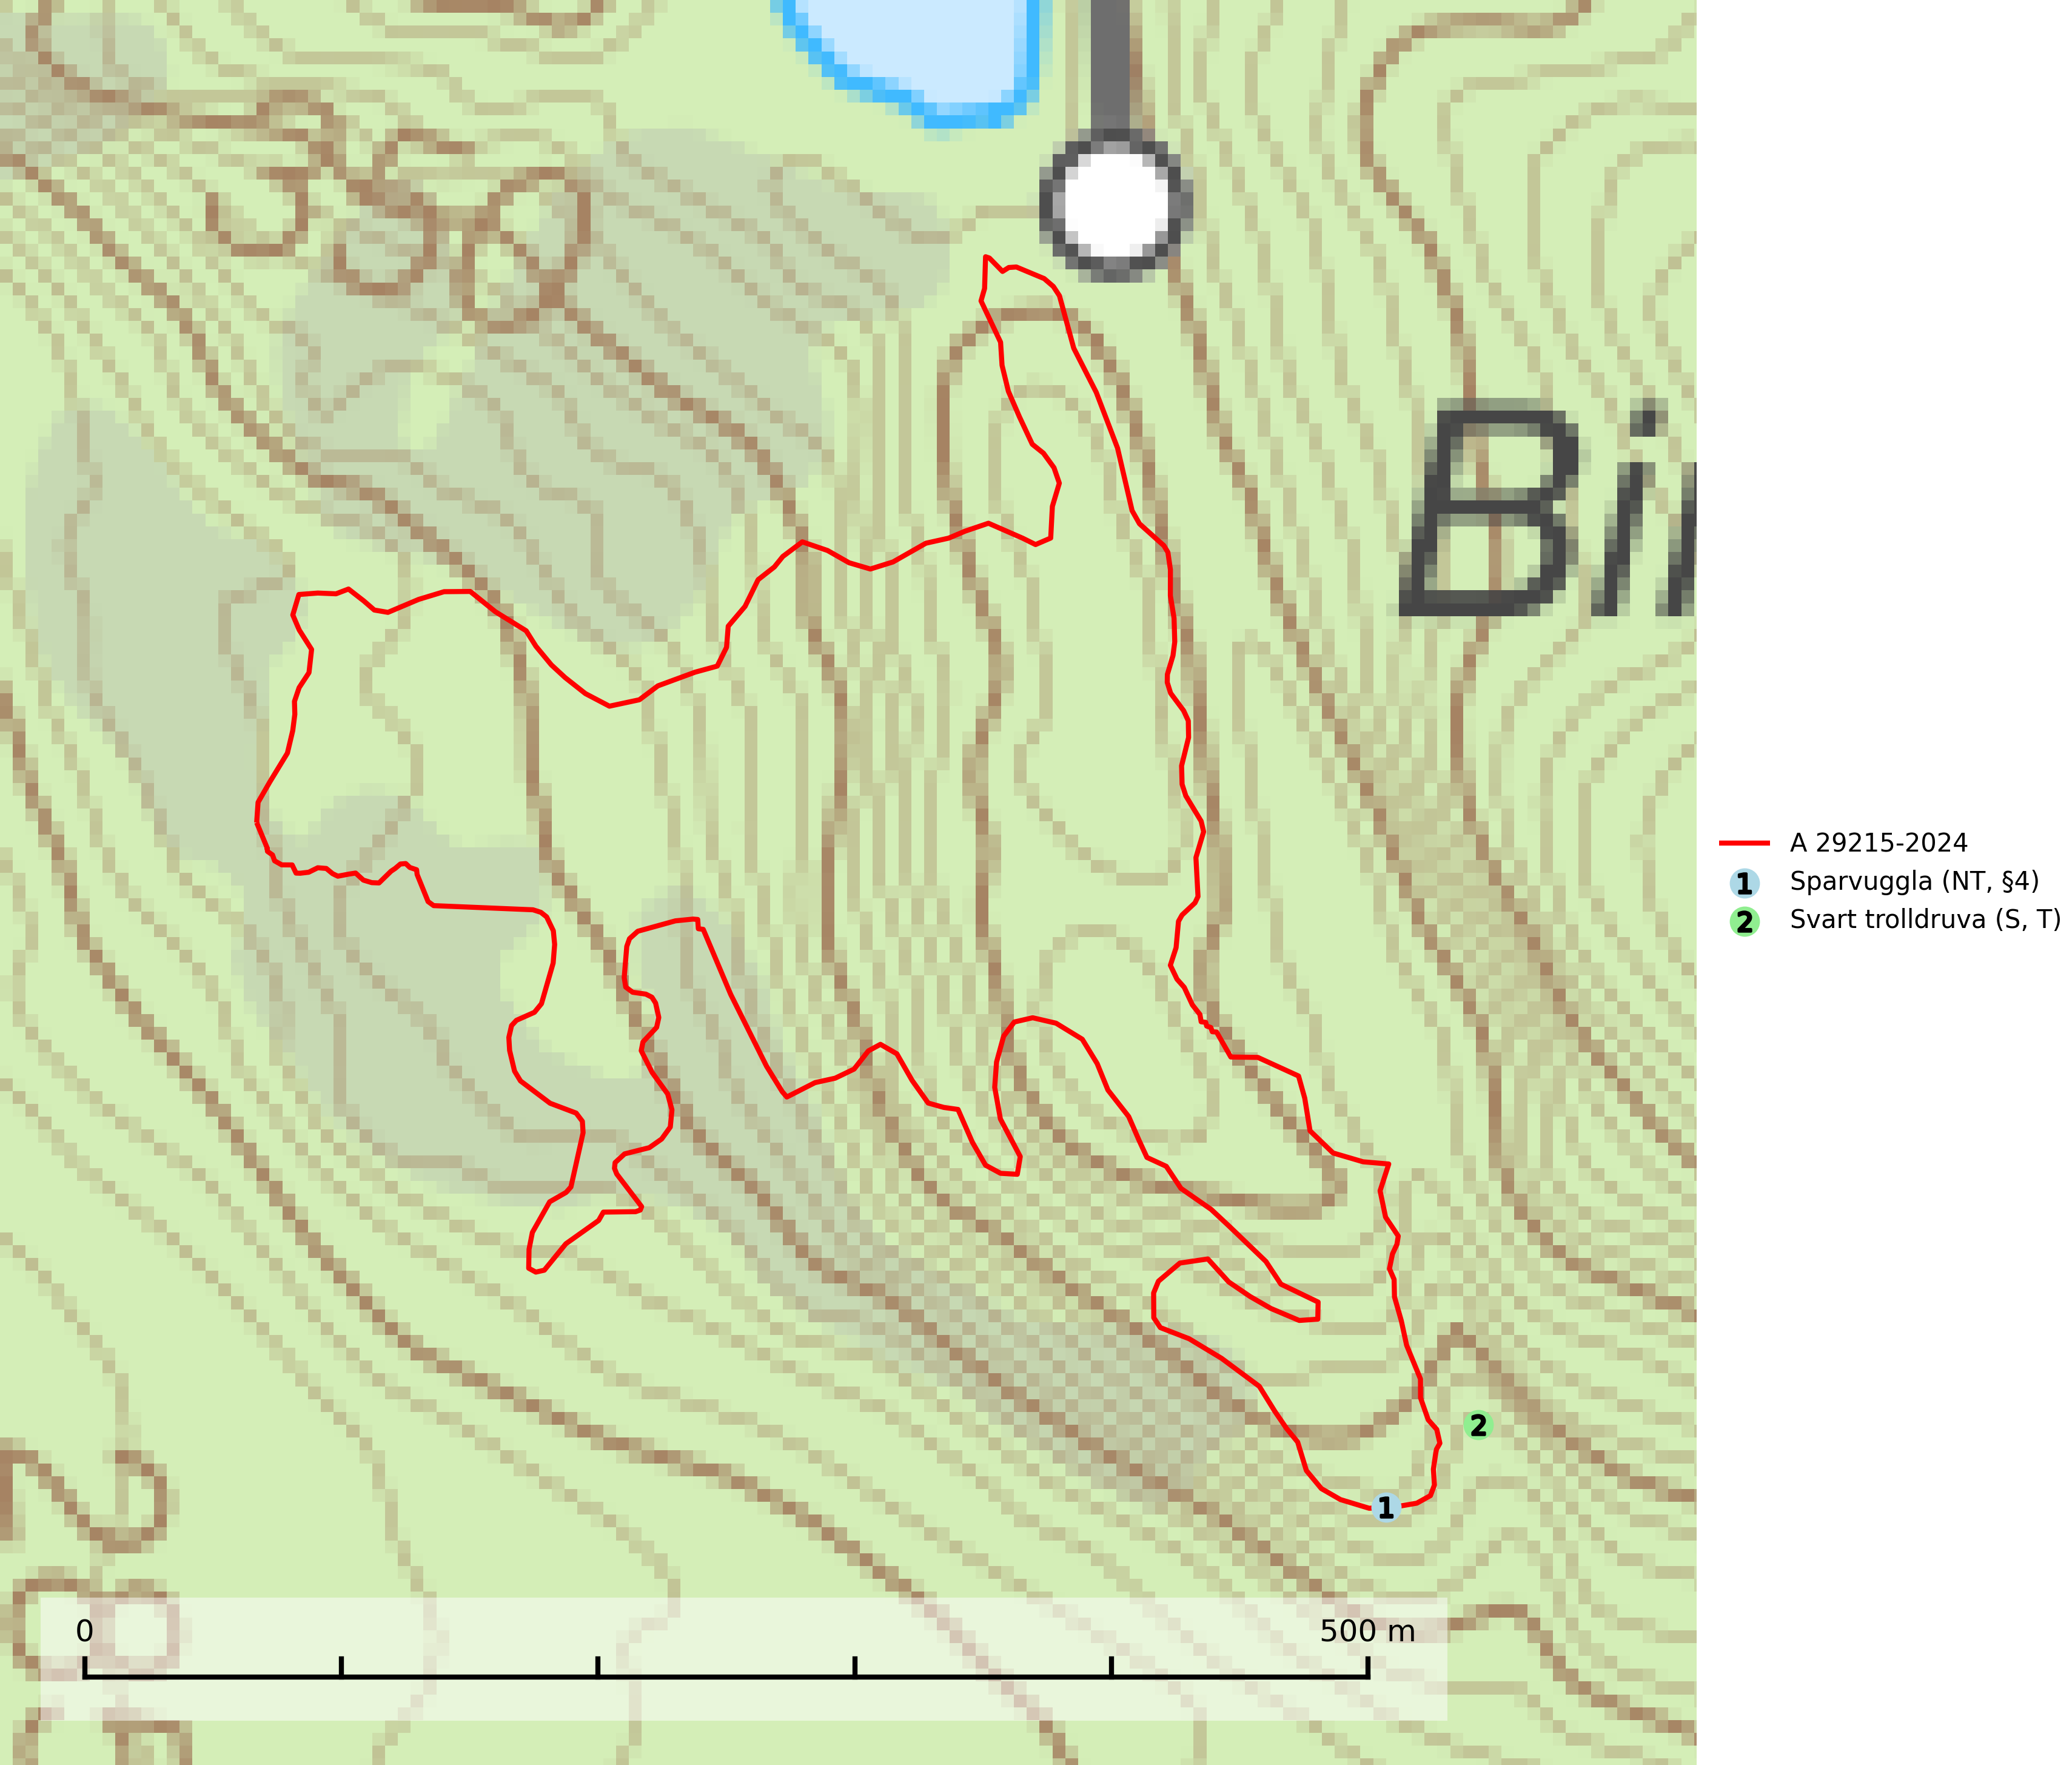 A 29215-2024
1 Sparvuggla (NT, §4)
2 Svart trolldruva (S, T)
2
1
0 500 m